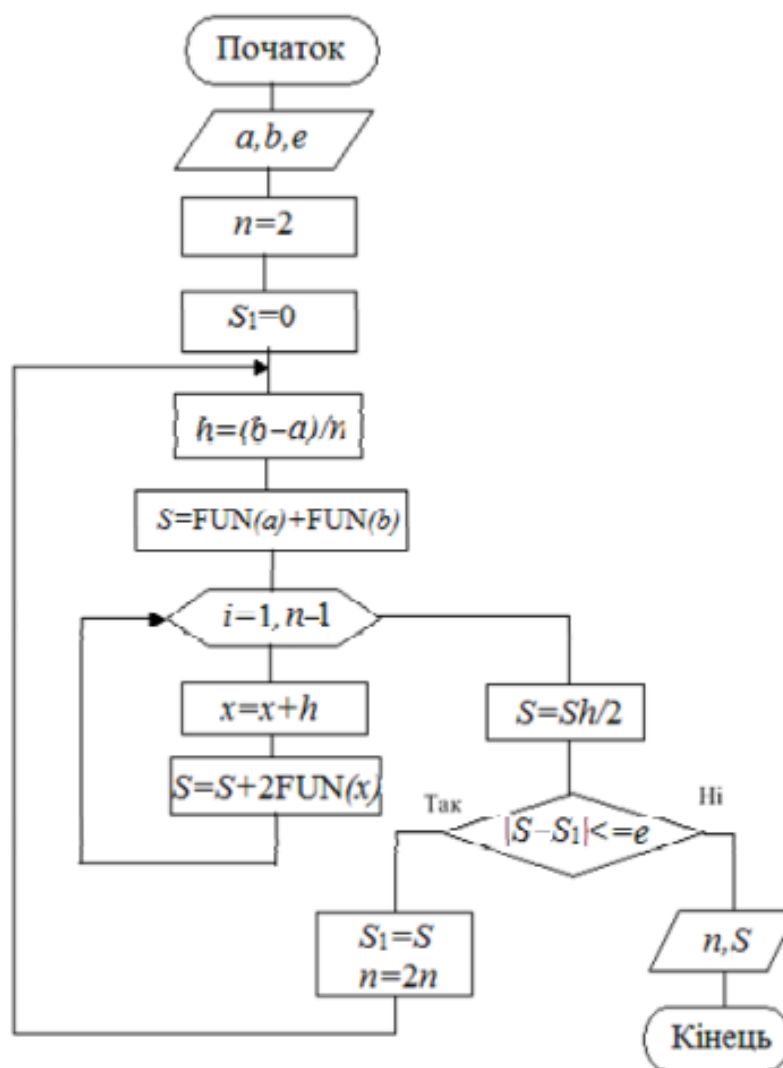 Початок
a,b,e
n=2
S₁=0
h=(b–a)/n
S=FUN(a)+FUN(b)
i=1, n–1
x=x+h
S=Sh/2
S=S+2FUN(x)
Так
Ні
|S–S₁|<=e
S₁=S
n=2n
n,S
Кінець